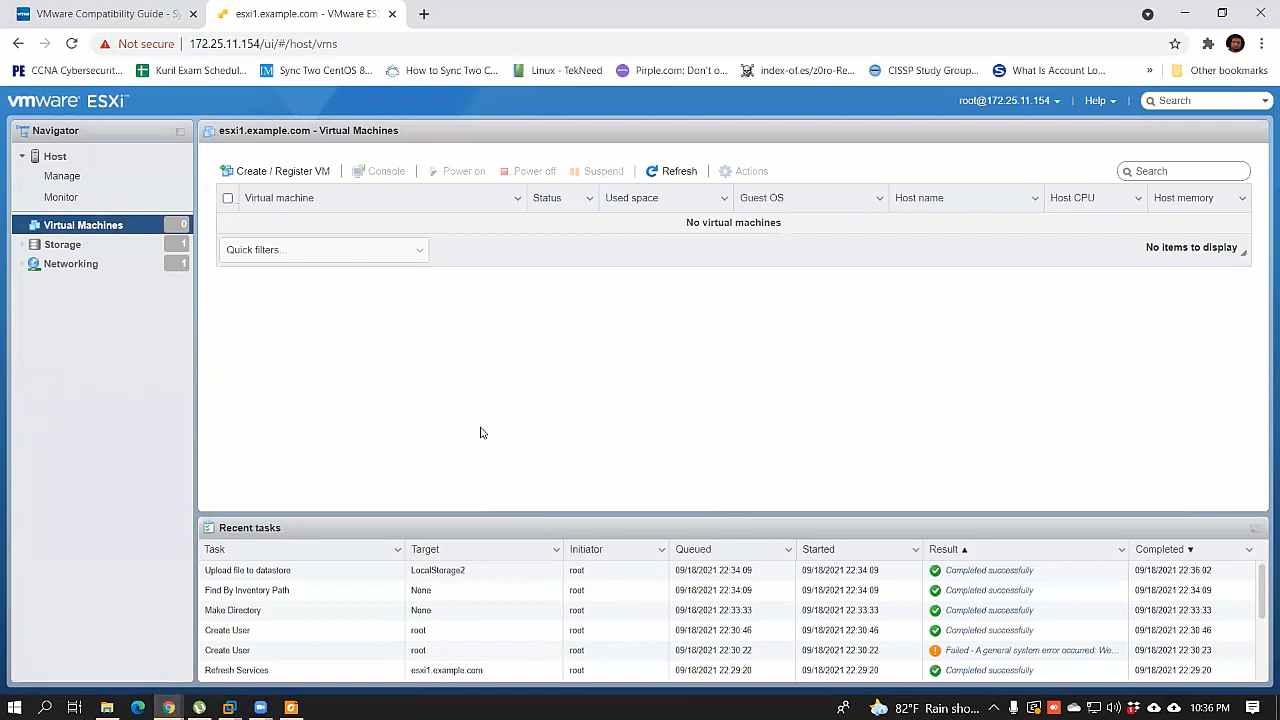 VMware Compatibility Guide - Sy
esxi1.example.com - VMware ES
Not secure
172.25.11.154/ui/#/host/vms
CCNA Cybersecurit...
Kuril Exam Schedul...
Sync Two CentOS 8...
How to Sync Two C...
Linux - TekNeed
Pirple.com: Don't o...
index-of.es/z0ro-Re...
CISSP Study Group...
What Is Account Lo...
»
Other bookmarks
vmware ESXi™
root@172.25.11.154
Help
Search
Navigator
Host
Manage
Monitor
Virtual Machines 0
Storage 1
Networking 1
esxi1.example.com - Virtual Machines
Create / Register VM
Console
Power on
Power off
Suspend
Refresh
Actions
Search
Virtual machine
Status
Used space
Guest OS
Host name
Host CPU
Host memory
No virtual machines
Quick filters...
No items to display
Recent tasks
Task Target Initiator Queued Started Result Completed
Upload file to datastore LocalStorage2 root 09/18/2021 22:34:09 09/18/2021 22:34:09 Completed successfully 09/18/2021 22:36:02
Find By Inventory Path None root 09/18/2021 22:34:09 09/18/2021 22:34:09 Completed successfully 09/18/2021 22:34:09
Make Directory None root 09/18/2021 22:33:33 09/18/2021 22:33:33 Completed successfully 09/18/2021 22:33:33
Create User root root 09/18/2021 22:30:46 09/18/2021 22:30:46 Completed successfully 09/18/2021 22:30:46
Create User root root 09/18/2021 22:30:22 09/18/2021 22:30:22 Failed - A general system error occurred: We... 09/18/2021 22:30:23
Refresh Services esxi1.example.com root 09/18/2021 22:29:20 09/18/2021 22:29:20 Completed successfully 09/18/2021 22:29:20
82°F Rain sho...
10:36 PM